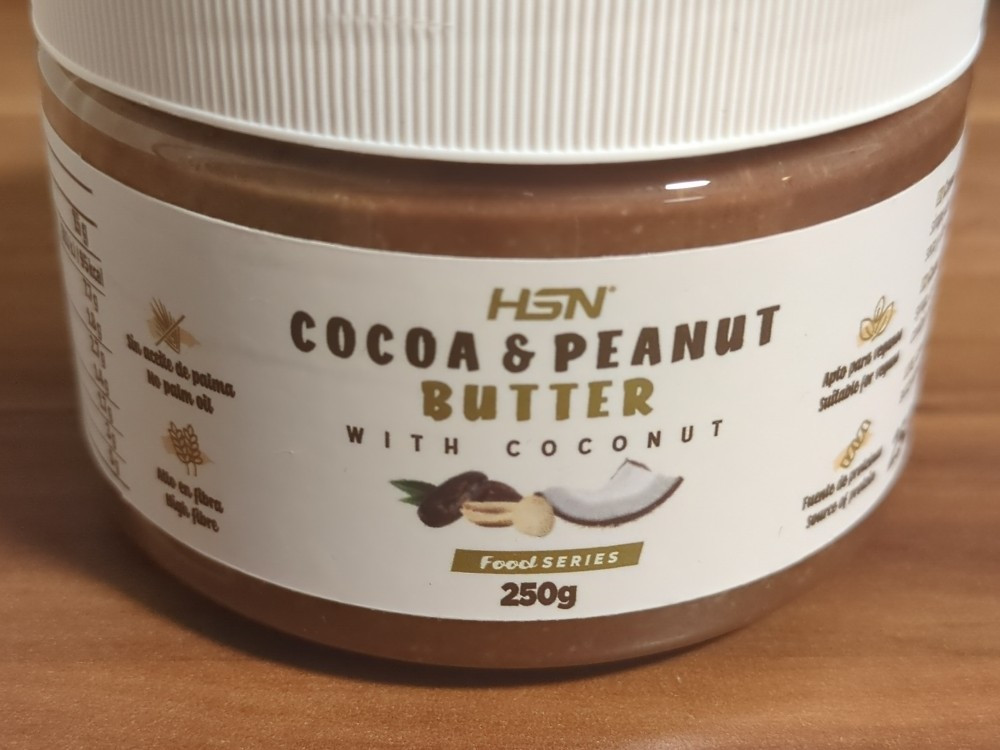 HSN®
COCOA & PEANUT
BUTTER
WITH COCONUT
Food SERIES
250g
Sin aceite de palma
No palm oil
Alto en fibra
High fibre
Apto para veganos
Suitable for vegans
Fuente de proteínas
Source of protein